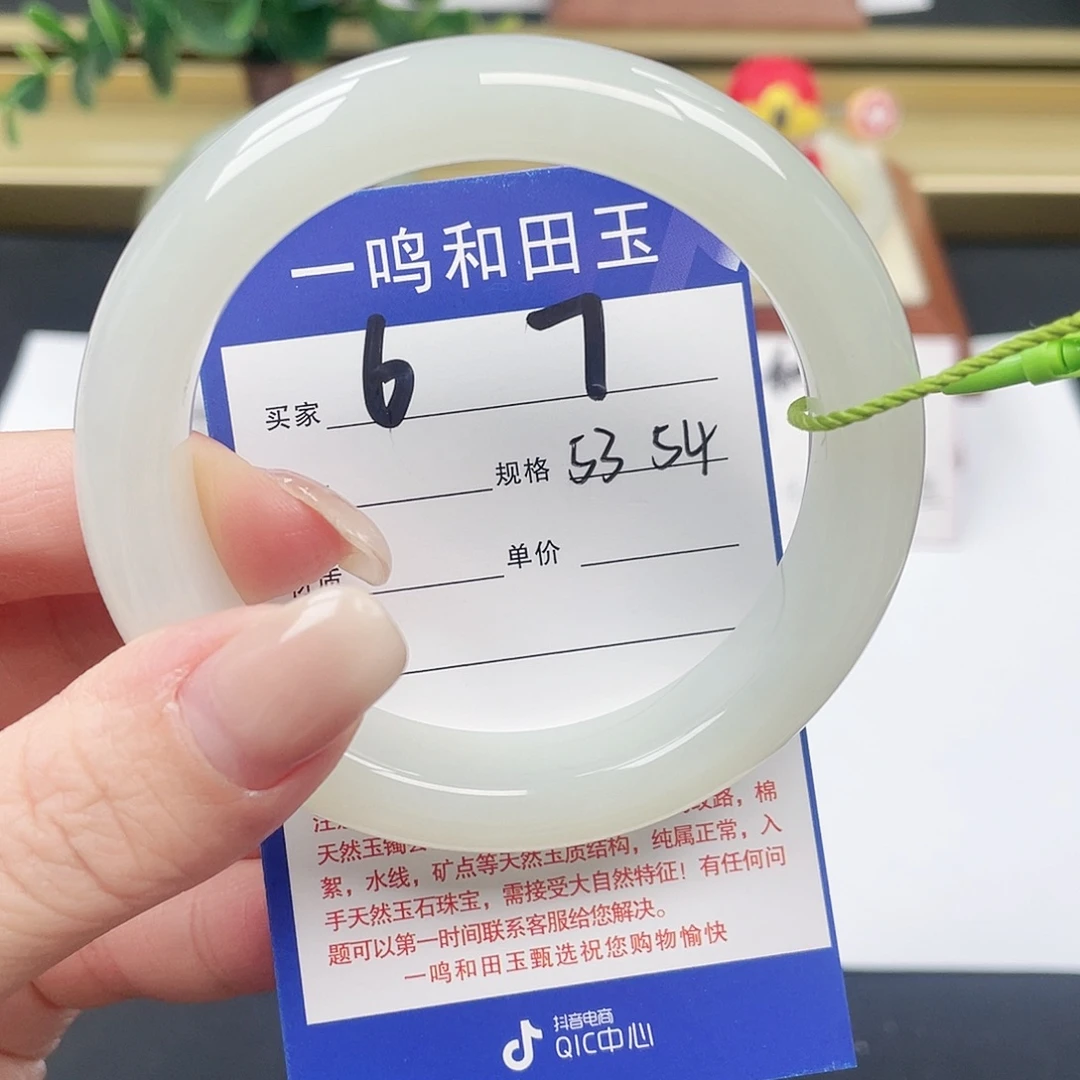 一鸣和田玉
买家 6 7
规格 53 54
单价
路，棉
天然玉镯
絮，水线，矿点等天然玉质结构，纯属正常，入
手天然玉石珠宝，需接受大自然特征！有任何问
题可以第一时间联系客服给您解决。
一鸣和田玉甄选祝您购物愉快
抖音电商
QIC中心